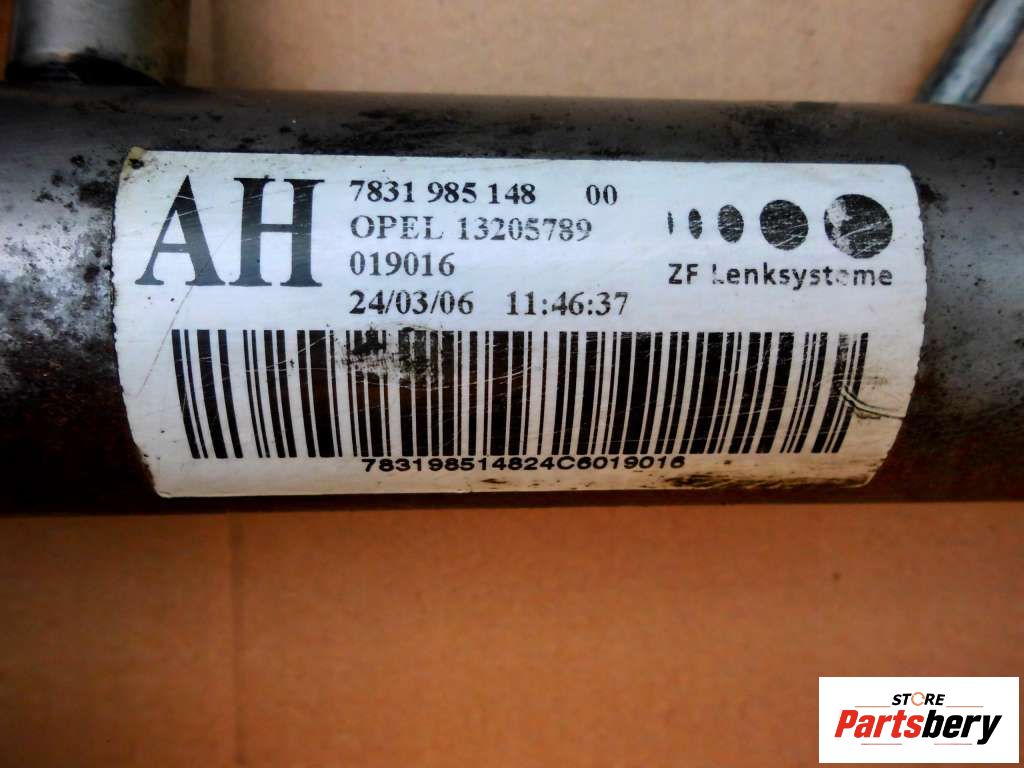 AH
7831 985 148 00
OPEL 13205789
019016
24/03/06 11:46:37
ZF Lenksysteme
783198514824C6019016
STORE
Partsbery